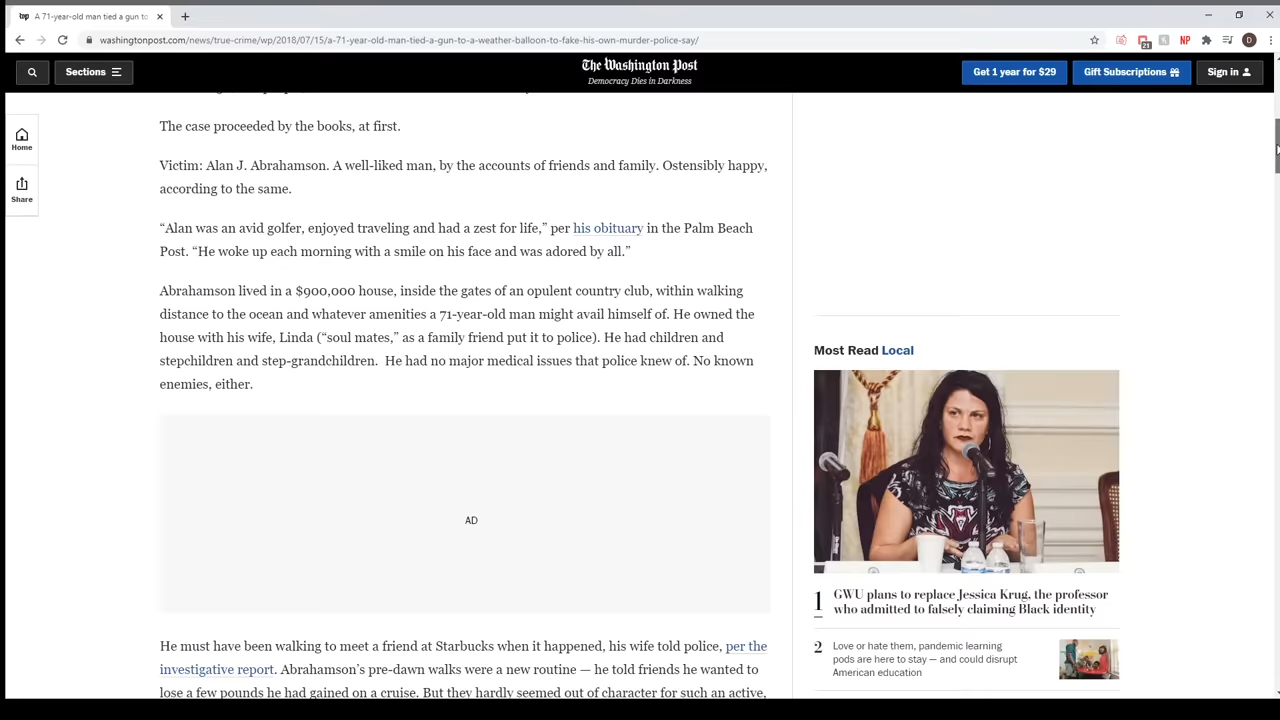 A 71-year-old man tied a gun to
washingtonpost.com/news/true-crime/wp/2018/07/15/a-71-year-old-man-tied-a-gun-to-a-weather-balloon-to-fake-his-own-murder-police-say/
21
NP
D
Sections
The Washington Post
Democracy Dies in Darkness
Get 1 year for $29
Gift Subscriptions
Sign in
Home
Share
The case proceeded by the books, at first.
Victim: Alan J. Abrahamson. A well-liked man, by the accounts of friends and family. Ostensibly happy,
according to the same.
“Alan was an avid golfer, enjoyed traveling and had a zest for life,” per his obituary in the Palm Beach
Post. “He woke up each morning with a smile on his face and was adored by all.”
Abrahamson lived in a $900,000 house, inside the gates of an opulent country club, within walking
distance to the ocean and whatever amenities a 71-year-old man might avail himself of. He owned the
house with his wife, Linda (“soul mates,” as a family friend put it to police). He had children and
stepchildren and step-grandchildren.  He had no major medical issues that police knew of. No known
enemies, either.
AD
He must have been walking to meet a friend at Starbucks when it happened, his wife told police, per the
investigative report. Abrahamson’s pre-dawn walks were a new routine — he told friends he wanted to
lose a few pounds he had gained on a cruise. But they hardly seemed out of character for such an active,
Most Read Local
1
GWU plans to replace Jessica Krug, the professor
who admitted to falsely claiming Black identity
2
Love or hate them, pandemic learning
pods are here to stay — and could disrupt
American education